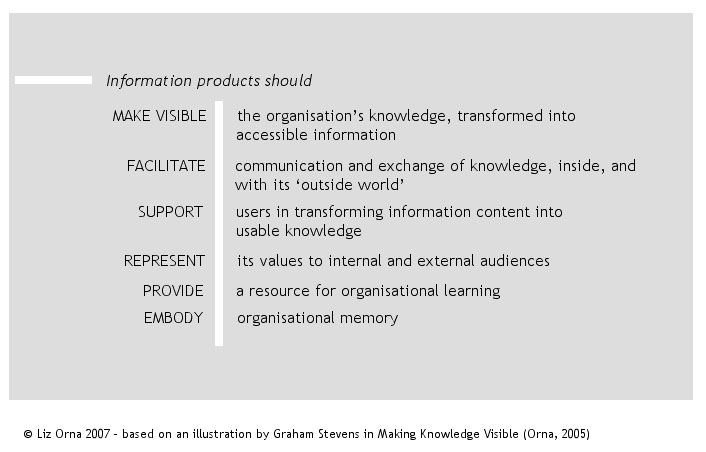 Information products should
MAKE VISIBLE the organisation's knowledge, transformed into
accessible information
FACILITATE communication and exchange of knowledge, inside, and
with its 'outside world'
SUPPORT users in transforming information content into
usable knowledge
REPRESENT its values to internal and external audiences
PROVIDE a resource for organisational learning
EMBODY organisational memory
© Liz Orna 2007 - based on an illustration by Graham Stevens in Making Knowledge Visible (Orna, 2005)